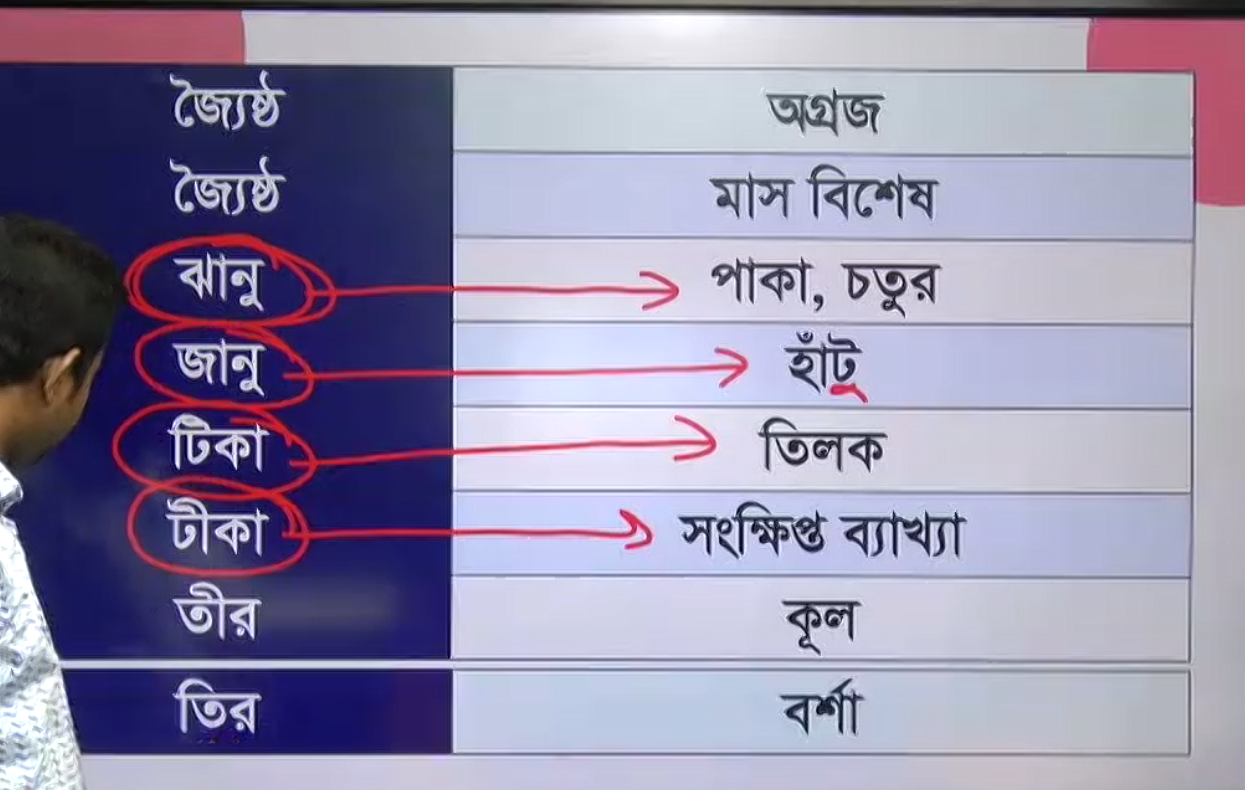 জ্যৈষ্ঠ অগ্রজ
জ্যৈষ্ঠ মাস বিশেষ
ঝানু পাকা, চতুর
জানু হাঁটু
টিকা তিলক
টীকা সংক্ষিপ্ত ব্যাখ্যা
তীর কূল
তির বর্শা